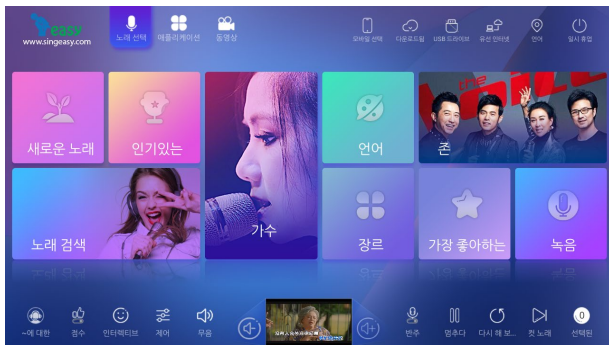 easy
www.singeasy.com
노래 선택
애플리케이션
동영상
모바일 선택
다운로드됨
USB 드라이브
유선 인터넷
언어
일시 휴업
새로운 노래
인기있는
가수
언어
존
노래 검색
장르
가장 좋아하는
녹음
~에 대한
점수
인터랙티브
제어
무음
반주
멈추다
다시 해 보...
컷 노래
0
선택된